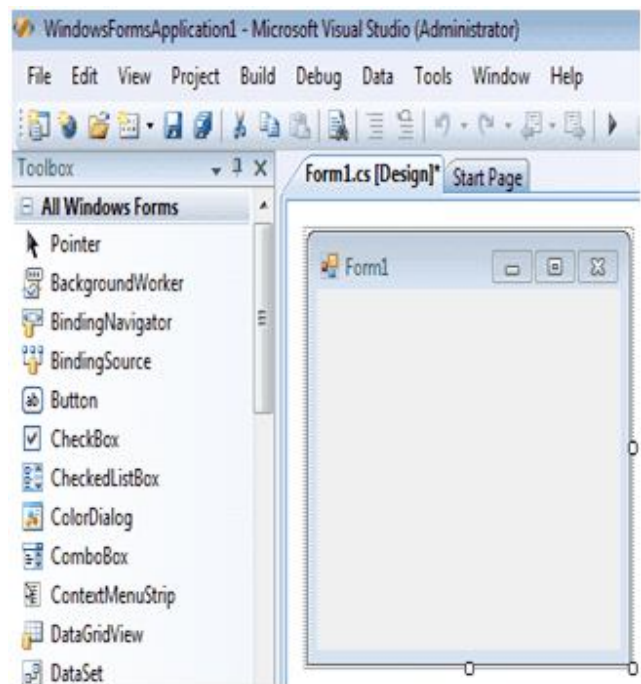 WindowsFormsApplication1 - Microsoft Visual Studio (Administrator)
File Edit View Project Build Debug Data Tools Window Help
Toolbox
Form1.cs [Design]* Start Page
All Windows Forms
Pointer
BackgroundWorker
BindingNavigator
BindingSource
Button
CheckBox
CheckedListBox
ColorDialog
ComboBox
ContextMenuStrip
DataGridView
DataSet
Form1